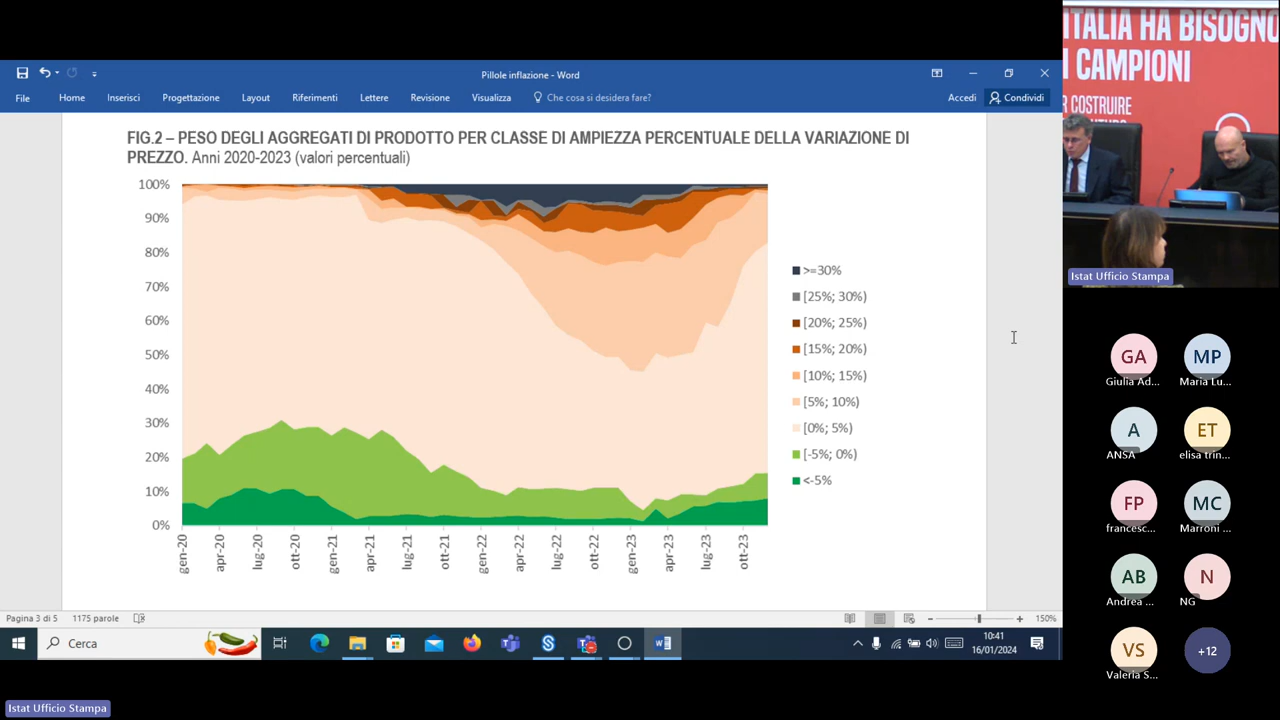 Pillole inflazione - Word
File Home Inserisci Progettazione Layout Riferimenti Lettere Revisione Visualizza Che cosa si desidera fare? Accedi Condividi
FIG.2 – PESO DEGLI AGGREGATI DI PRODOTTO PER CLASSE DI AMPIEZZA PERCENTUALE DELLA VARIAZIONE DI
PREZZO. Anni 2020-2023 (valori percentuali)
100%
90%
80%
70%
60%
50%
40%
30%
20%
10%
0%
gen-20 apr-20 lug-20 ott-20 gen-21 apr-21 lug-21 ott-21 gen-22 apr-22 lug-22 ott-22 gen-23 apr-23 lug-23 ott-23
>=30%
[25%; 30%)
[20%; 25%)
[15%; 20%)
[10%; 15%)
[5%; 10%)
[0%; 5%)
[-5%; 0%)
<-5%
Pagina 3 di 5 1175 parole 150%
Cerca
10:41
16/01/2024
Istat Ufficio Stampa
ITALIA HA BISOGNO
I CAMPIONI
COSTRUIRE
Istat Ufficio Stampa
GA MP
Giulia Ad... Maria Lu...
A ET
ANSA elisa trin...
FP MC
francesc... Marroni ...
AB N
Andrea ... NG
VS +12
Valeria S...